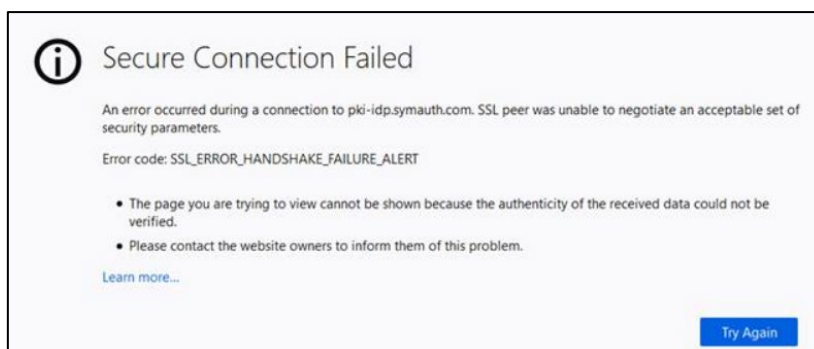 Secure Connection Failed
An error occurred during a connection to pki-idp.symauth.com. SSL peer was unable to negotiate an acceptable set of
security parameters.
Error code: SSL_ERROR_HANDSHAKE_FAILURE_ALERT
• The page you are trying to view cannot be shown because the authenticity of the received data could not be
verified.
• Please contact the website owners to inform them of this problem.
Learn more...
Try Again